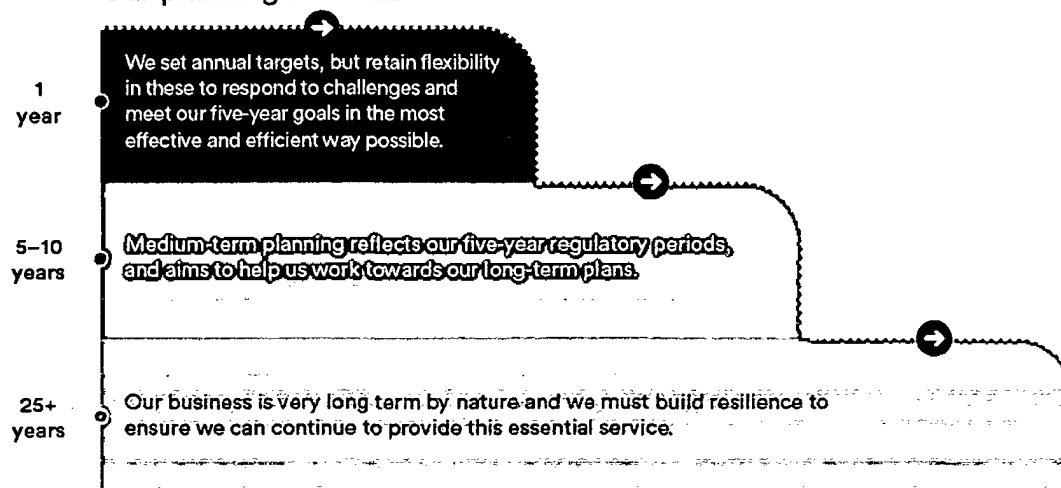 1
year
We set annual targets, but retain flexibility
in these to respond to challenges and
meet our five-year goals in the most
effective and efficient way possible.
5–10
years
Medium-term planning reflects our five-year regulatory periods,
and aims to help us work towards our long-term plans.
25+
years
Our business is very long term by nature and we must build resilience to
ensure we can continue to provide this essential service.